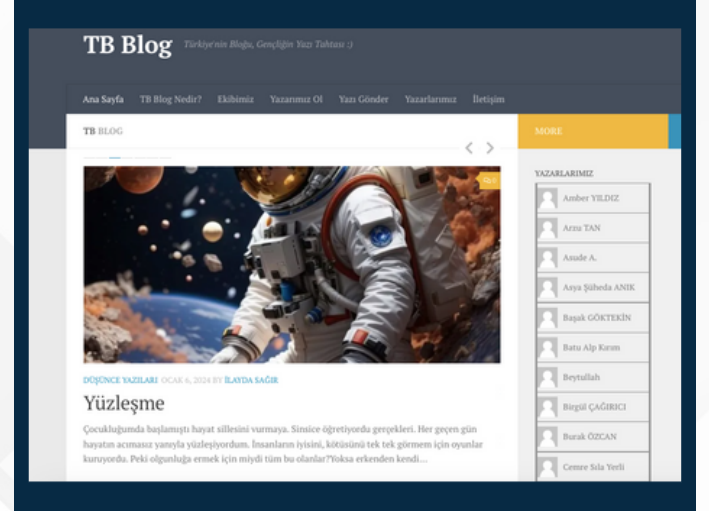 TB Blog
Türkiye'nin Bloğu, Gençliğin Yazı Tahtası :)
Ana Sayfa TB Blog Nedir? Ekibimiz Yazarımız Ol Yazı Gönder Yazarlarımız İletişim
TB BLOG
MORE
DÜŞÜNCE YAZILARI OCAK 6, 2024 BY İLAYDA SAĞIR
Yüzleşme
Çocukluğumda başlamıştı hayat sillesini vurmaya. Sinsice öğretiyordu gerçekleri. Her geçen gün
hayatın acımasız yanıyla yüzleşiyordum. İnsanların iyisini, kötüsünü tek tek görmem için oyunlar
kuruyordu. Peki olgunluğa ermek için miydi tüm bu olanlar?Yoksa erkenden kendi…
YAZARLARIMIZ
Amber YILDIZ
Arzu TAN
Asude A.
Asya Şüheda ANIK
Başak GÖKTEKİN
Batu Alp Kırım
Beytullah
Birgül ÇAĞIRICI
Burak ÖZCAN
Cemre Sıla Yerli